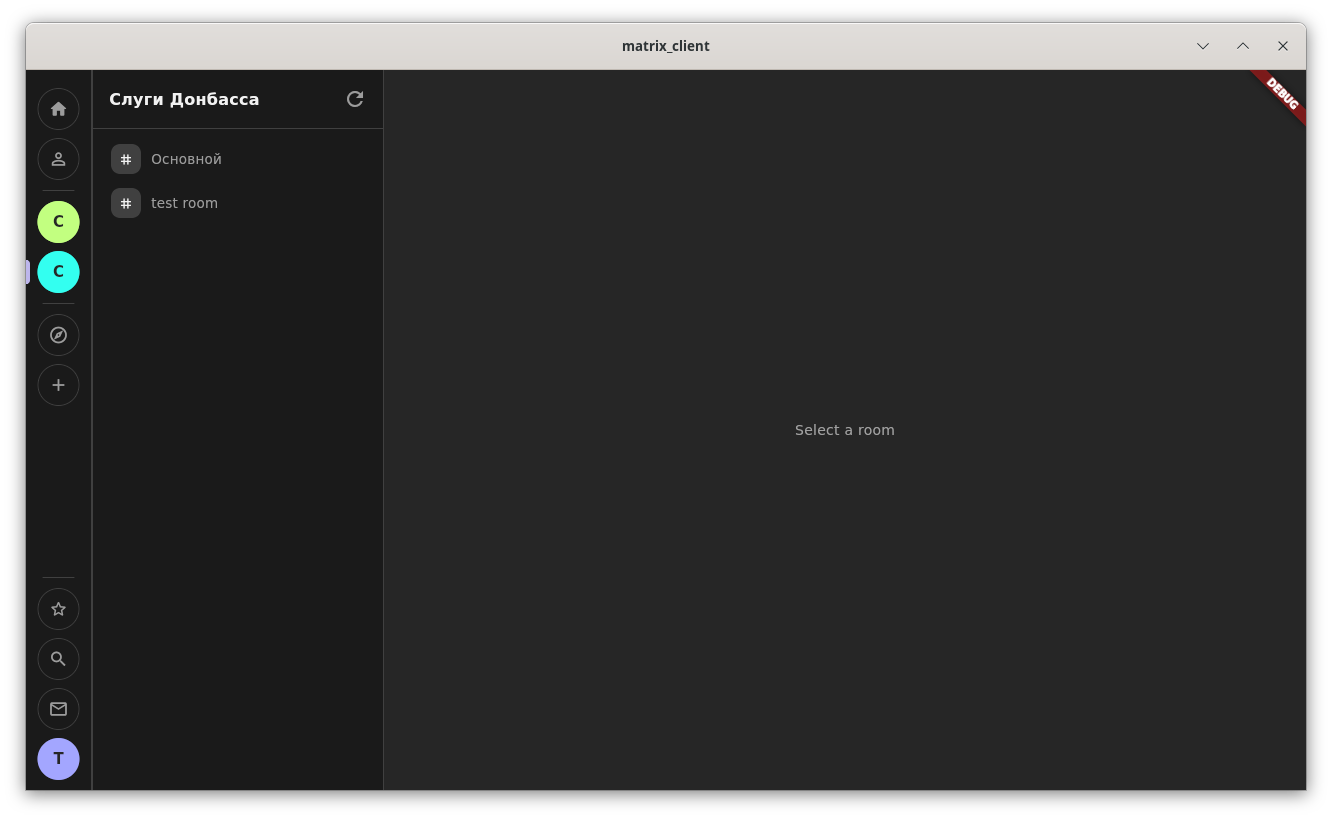 matrix_client
DEBUG
Слуги Донбасса
# Основной
# test room
С
С
Select a room
T